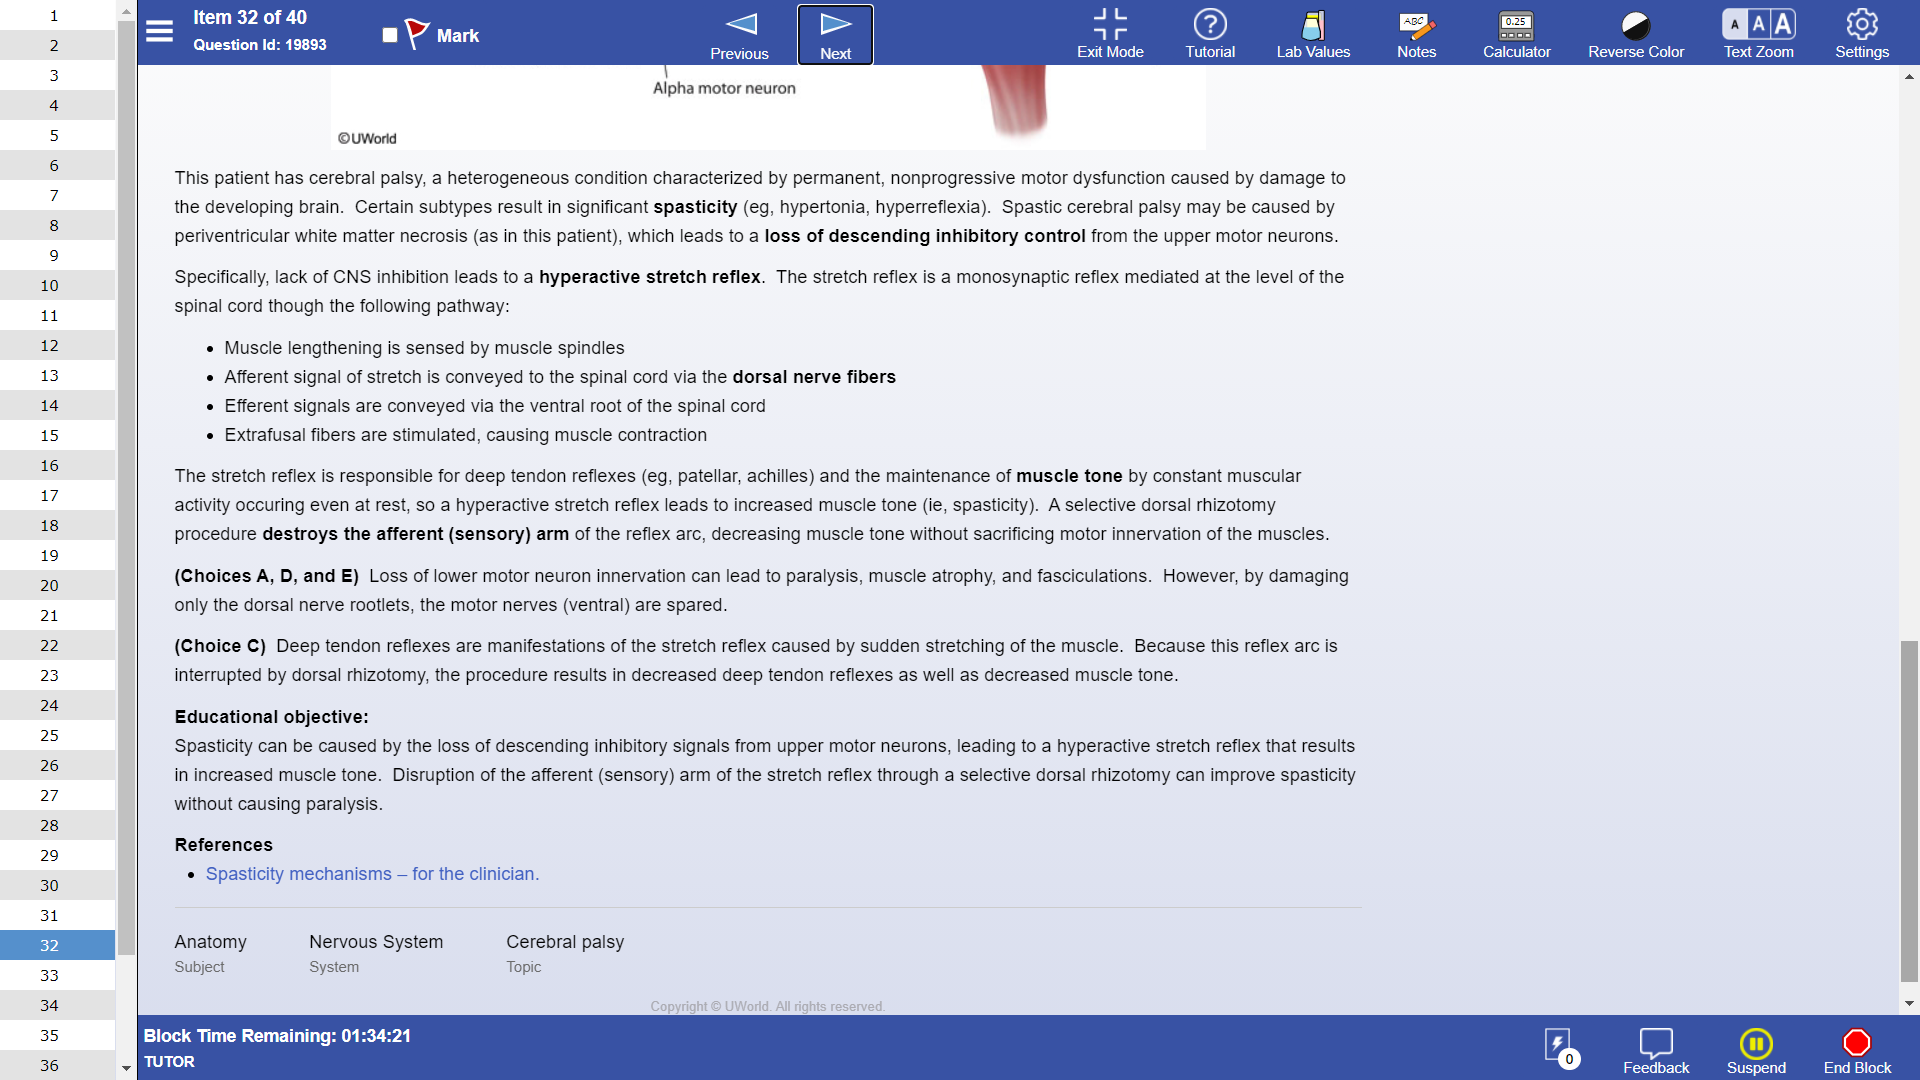 1
2
3
4
5
6
7
8
9
10
11
12
13
14
15
16
17
18
19
20
21
22
23
24
25
26
27
28
29
30
31
32
33
34
35
36
Item 32 of 40
Question Id: 19893
Mark
Previous
Next
Exit Mode
Tutorial
Lab Values
ABC
Notes
0.25
Calculator
Reverse Color
A A A
Text Zoom
Settings
Alpha motor neuron
©UWorld
This patient has cerebral palsy, a heterogeneous condition characterized by permanent, nonprogressive motor dysfunction caused by damage to
the developing brain. Certain subtypes result in significant spasticity (eg, hypertonia, hyperreflexia). Spastic cerebral palsy may be caused by
periventricular white matter necrosis (as in this patient), which leads to a loss of descending inhibitory control from the upper motor neurons.
Specifically, lack of CNS inhibition leads to a hyperactive stretch reflex. The stretch reflex is a monosynaptic reflex mediated at the level of the
spinal cord though the following pathway:
• Muscle lengthening is sensed by muscle spindles
• Afferent signal of stretch is conveyed to the spinal cord via the dorsal nerve fibers
• Efferent signals are conveyed via the ventral root of the spinal cord
• Extrafusal fibers are stimulated, causing muscle contraction
The stretch reflex is responsible for deep tendon reflexes (eg, patellar, achilles) and the maintenance of muscle tone by constant muscular
activity occuring even at rest, so a hyperactive stretch reflex leads to increased muscle tone (ie, spasticity). A selective dorsal rhizotomy
procedure destroys the afferent (sensory) arm of the reflex arc, decreasing muscle tone without sacrificing motor innervation of the muscles.
(Choices A, D, and E) Loss of lower motor neuron innervation can lead to paralysis, muscle atrophy, and fasciculations. However, by damaging
only the dorsal nerve rootlets, the motor nerves (ventral) are spared.
(Choice C) Deep tendon reflexes are manifestations of the stretch reflex caused by sudden stretching of the muscle. Because this reflex arc is
interrupted by dorsal rhizotomy, the procedure results in decreased deep tendon reflexes as well as decreased muscle tone.
Educational objective:
Spasticity can be caused by the loss of descending inhibitory signals from upper motor neurons, leading to a hyperactive stretch reflex that results
in increased muscle tone. Disruption of the afferent (sensory) arm of the stretch reflex through a selective dorsal rhizotomy can improve spasticity
without causing paralysis.
References
• Spasticity mechanisms – for the clinician.
Anatomy
Subject
Nervous System
System
Cerebral palsy
Topic
Copyright © UWorld. All rights reserved.
Block Time Remaining: 01:34:21
TUTOR
0
Feedback
Suspend
End Block